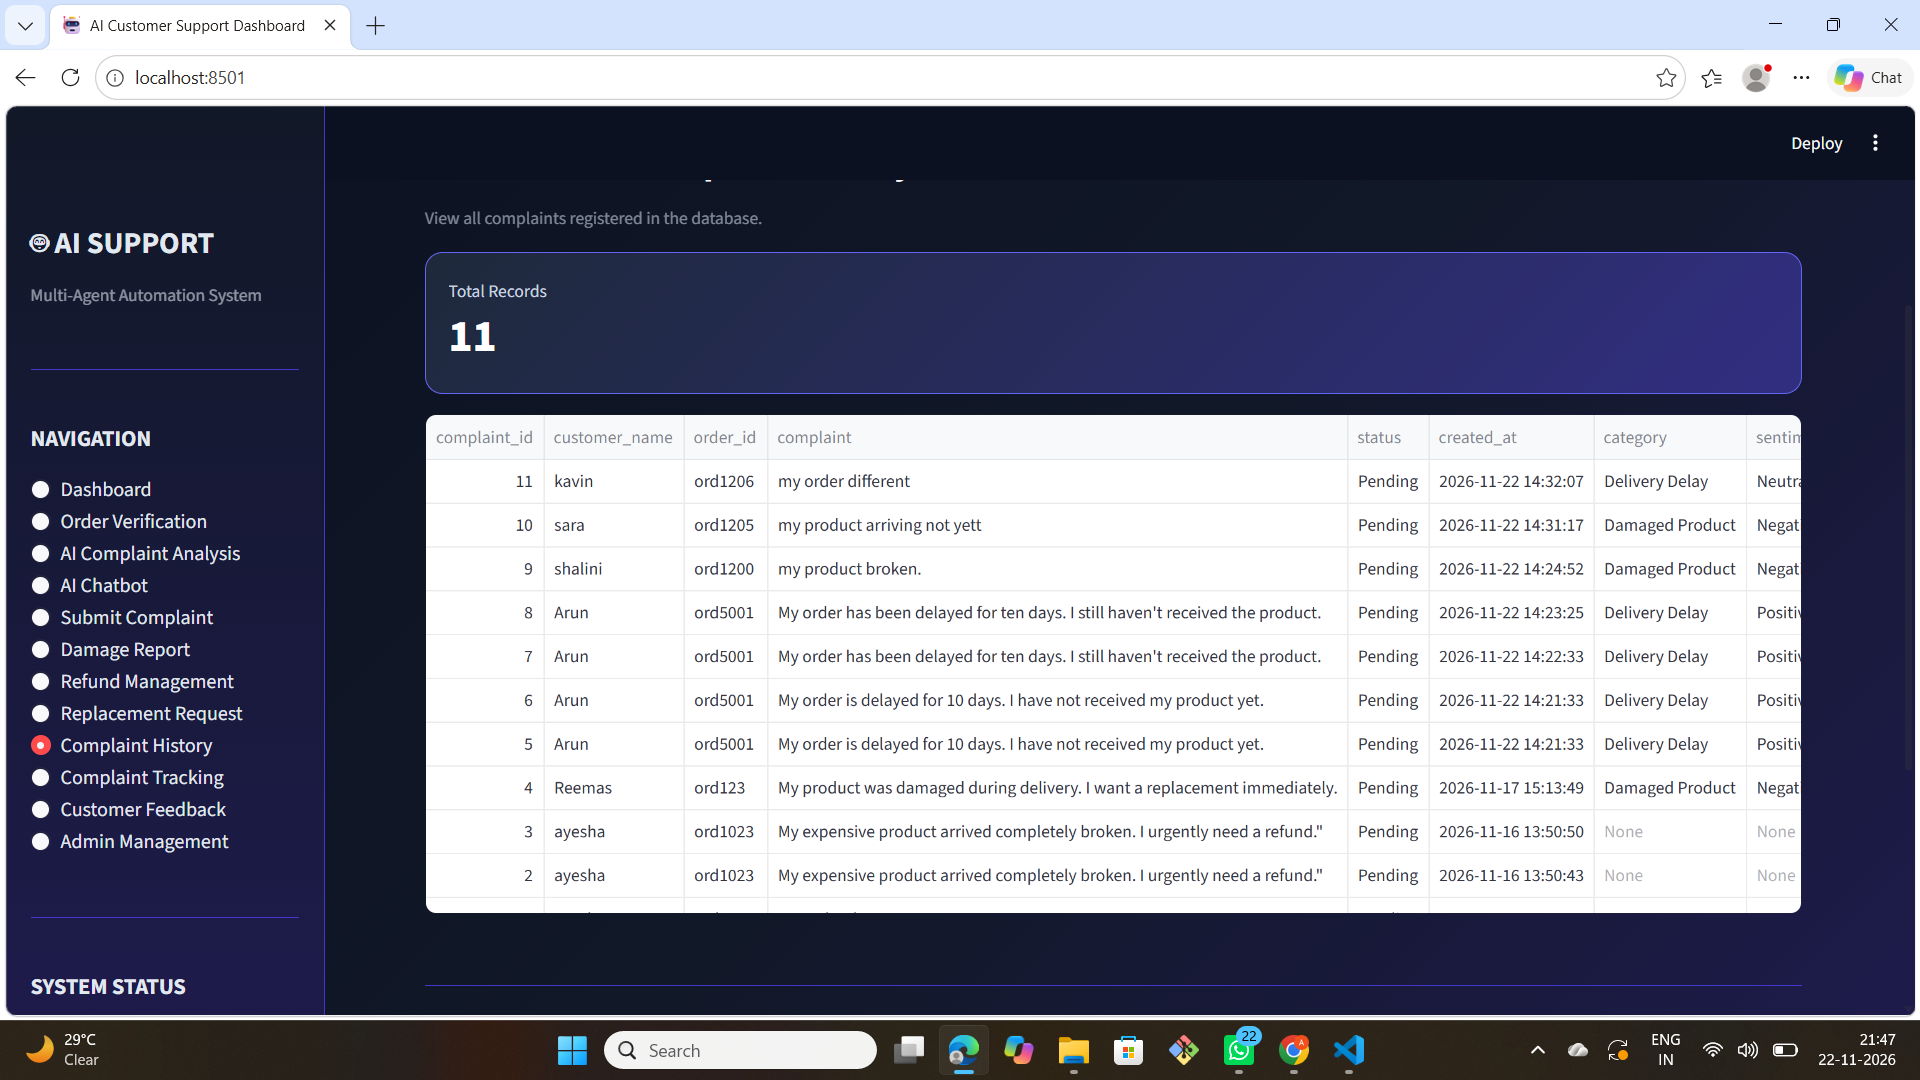 AI Customer Support Dashboard
localhost:8501
Chat
Deploy
AI SUPPORT
Multi-Agent Automation System
NAVIGATION
Dashboard
Order Verification
AI Complaint Analysis
AI Chatbot
Submit Complaint
Damage Report
Refund Management
Replacement Request
Complaint History
Complaint Tracking
Customer Feedback
Admin Management
SYSTEM STATUS
View all complaints registered in the database.
Total Records
11
complaint_id customer_name order_id complaint status created_at category sentim
11 kavin ord1206 my order different Pending 2026-11-22 14:32:07 Delivery Delay Neutra
10 sara ord1205 my product arriving not yett Pending 2026-11-22 14:31:17 Damaged Product Negat
9 shalini ord1200 my product broken. Pending 2026-11-22 14:24:52 Damaged Product Negat
8 Arun ord5001 My order has been delayed for ten days. I still haven't received the product. Pending 2026-11-22 14:23:25 Delivery Delay Positiv
7 Arun ord5001 My order has been delayed for ten days. I still haven't received the product. Pending 2026-11-22 14:22:33 Delivery Delay Positiv
6 Arun ord5001 My order is delayed for 10 days. I have not received my product yet. Pending 2026-11-22 14:21:33 Delivery Delay Positiv
5 Arun ord5001 My order is delayed for 10 days. I have not received my product yet. Pending 2026-11-22 14:21:33 Delivery Delay Positiv
4 Reemas ord123 My product was damaged during delivery. I want a replacement immediately. Pending 2026-11-17 15:13:49 Damaged Product Negat
3 ayesha ord1023 My expensive product arrived completely broken. I urgently need a refund." Pending 2026-11-16 13:50:50 None None
2 ayesha ord1023 My expensive product arrived completely broken. I urgently need a refund." Pending 2026-11-16 13:50:43 None None
29°C
Clear
Search
22
ENG
IN
21:47
22-11-2026